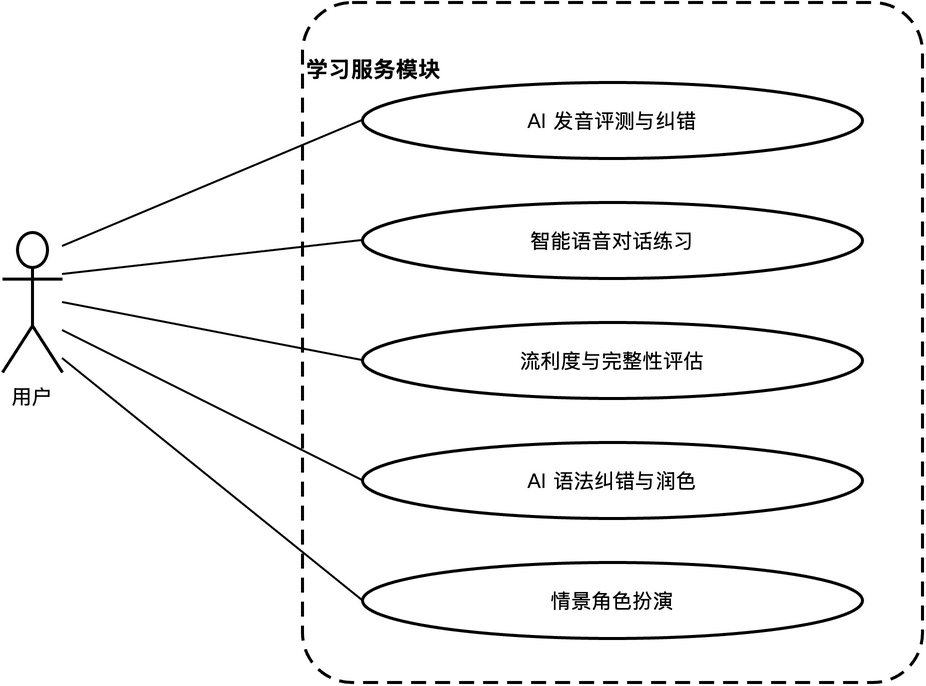 学习服务模块
AI 发音评测与纠错
智能语音对话练习
流利度与完整性评估
用户
AI 语法纠错与润色
情景角色扮演